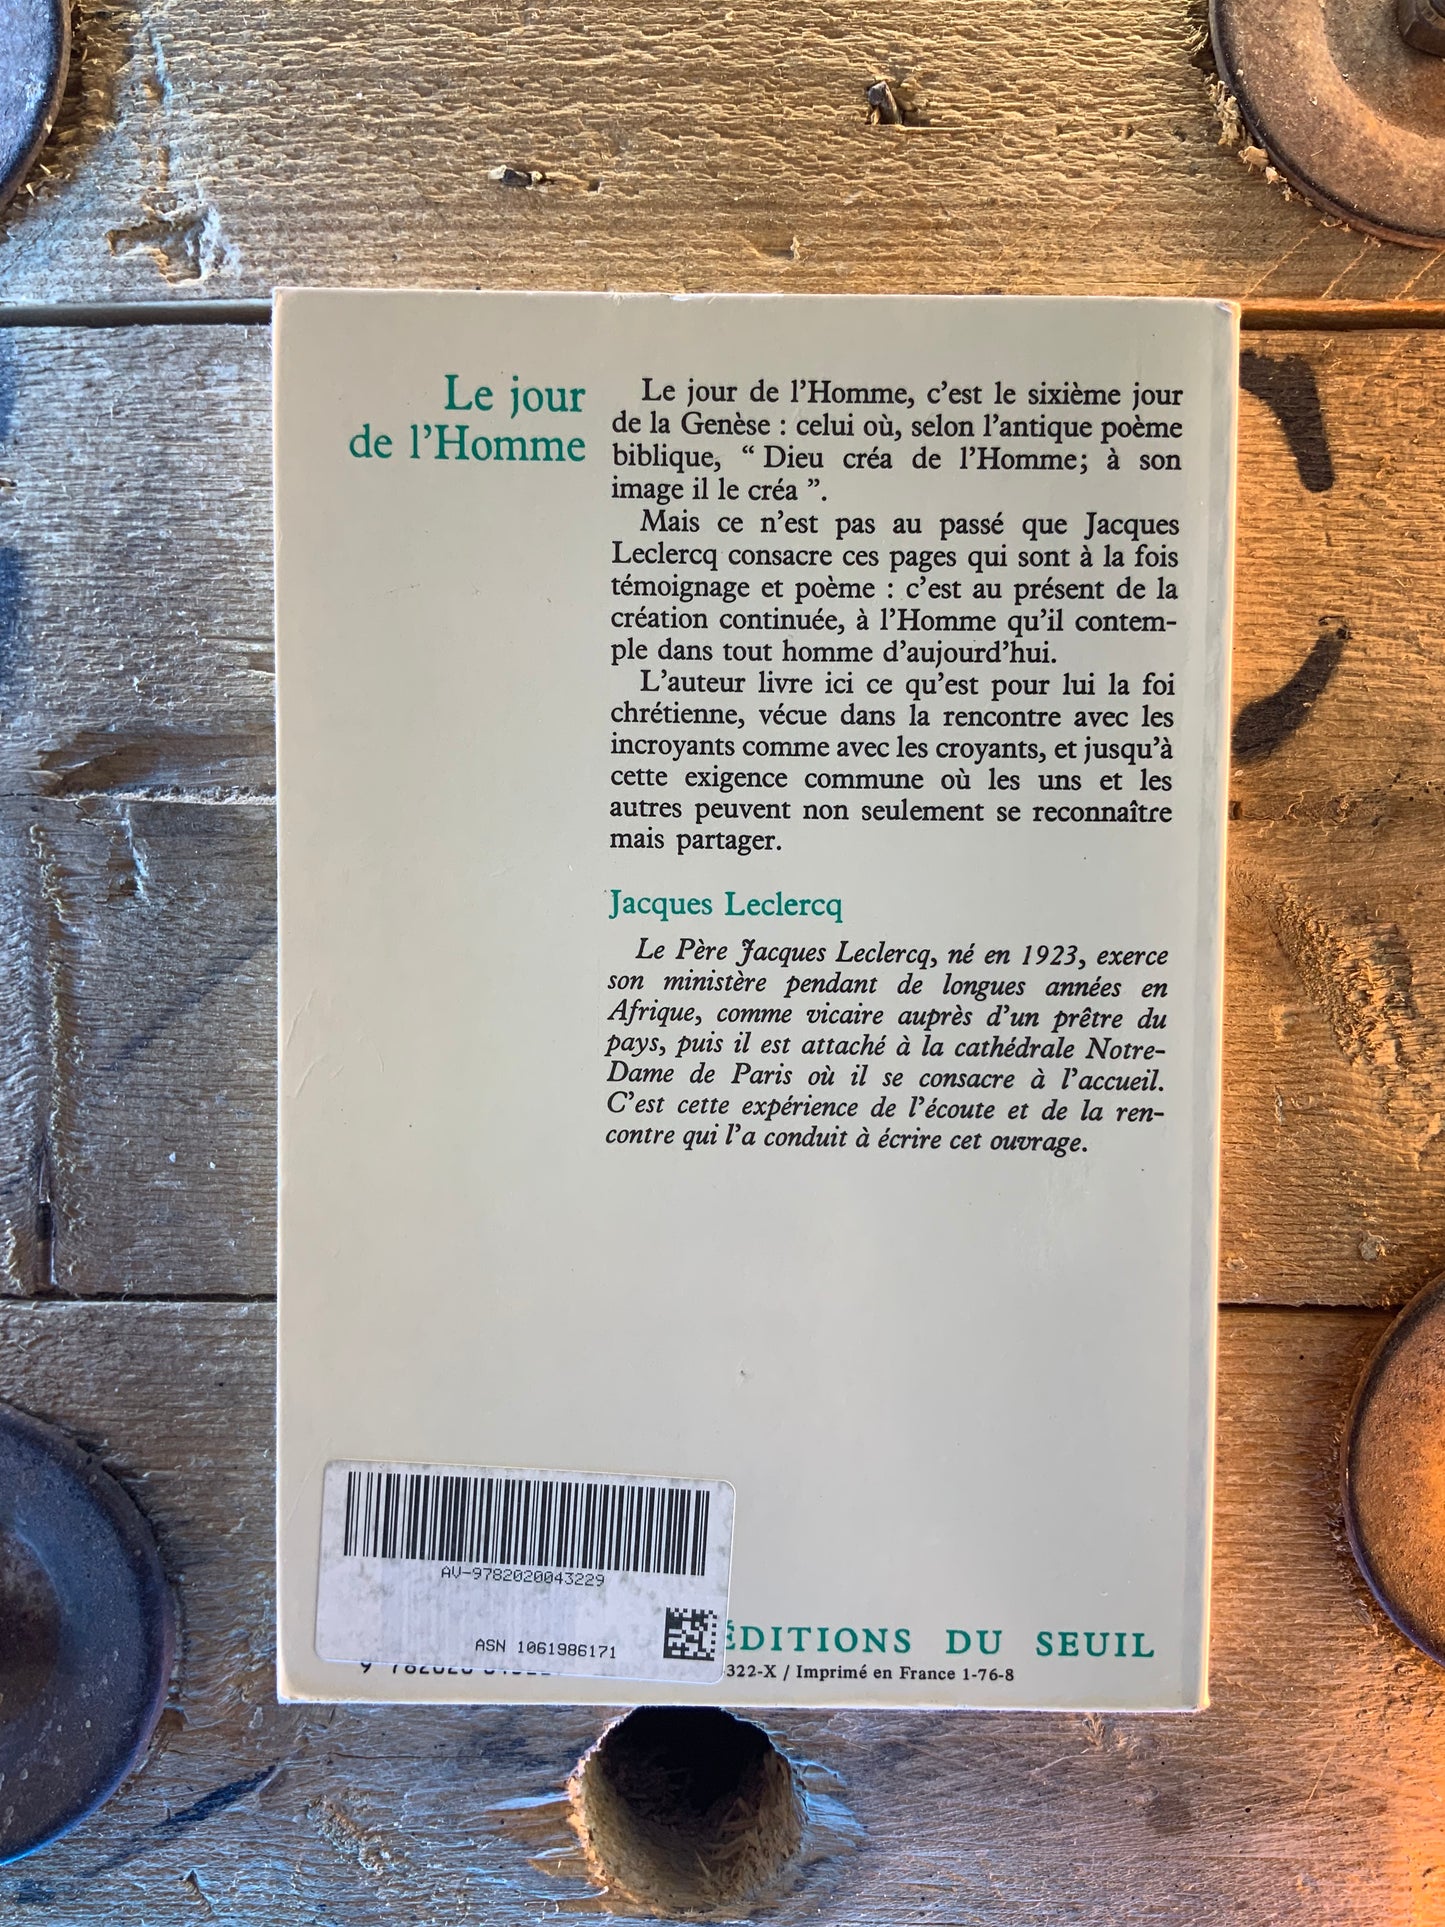 Le jour
de l'Homme
Le jour de l'Homme, c'est le sixième jour
de la Genèse : celui où, selon l'antique poème
biblique, “ Dieu créa de l'Homme; à son
image il le créa ”.
Mais ce n'est pas au passé que Jacques
Leclercq consacre ces pages qui sont à la fois
témoignage et poème : c'est au présent de la
création continuée, à l'Homme qu'il contem-
ple dans tout homme d'aujourd'hui.
L'auteur livre ici ce qu'est pour lui la foi
chrétienne, vécue dans la rencontre avec les
incroyants comme avec les croyants, et jusqu'à
cette exigence commune où les uns et les
autres peuvent non seulement se reconnaître
mais partager.
Jacques Leclercq
Le Père Jacques Leclercq, né en 1923, exerce
son ministère pendant de longues années en
Afrique, comme vicaire auprès d'un prêtre du
pays, puis il est attaché à la cathédrale Notre-
Dame de Paris où il se consacre à l'accueil.
C'est cette expérience de l'écoute et de la ren-
contre qui l'a conduit à écrire cet ouvrage.
AV-9782020043229
ASN 1061986171
ÉDITIONS DU SEUIL
322-X / Imprimé en France 1-76-8